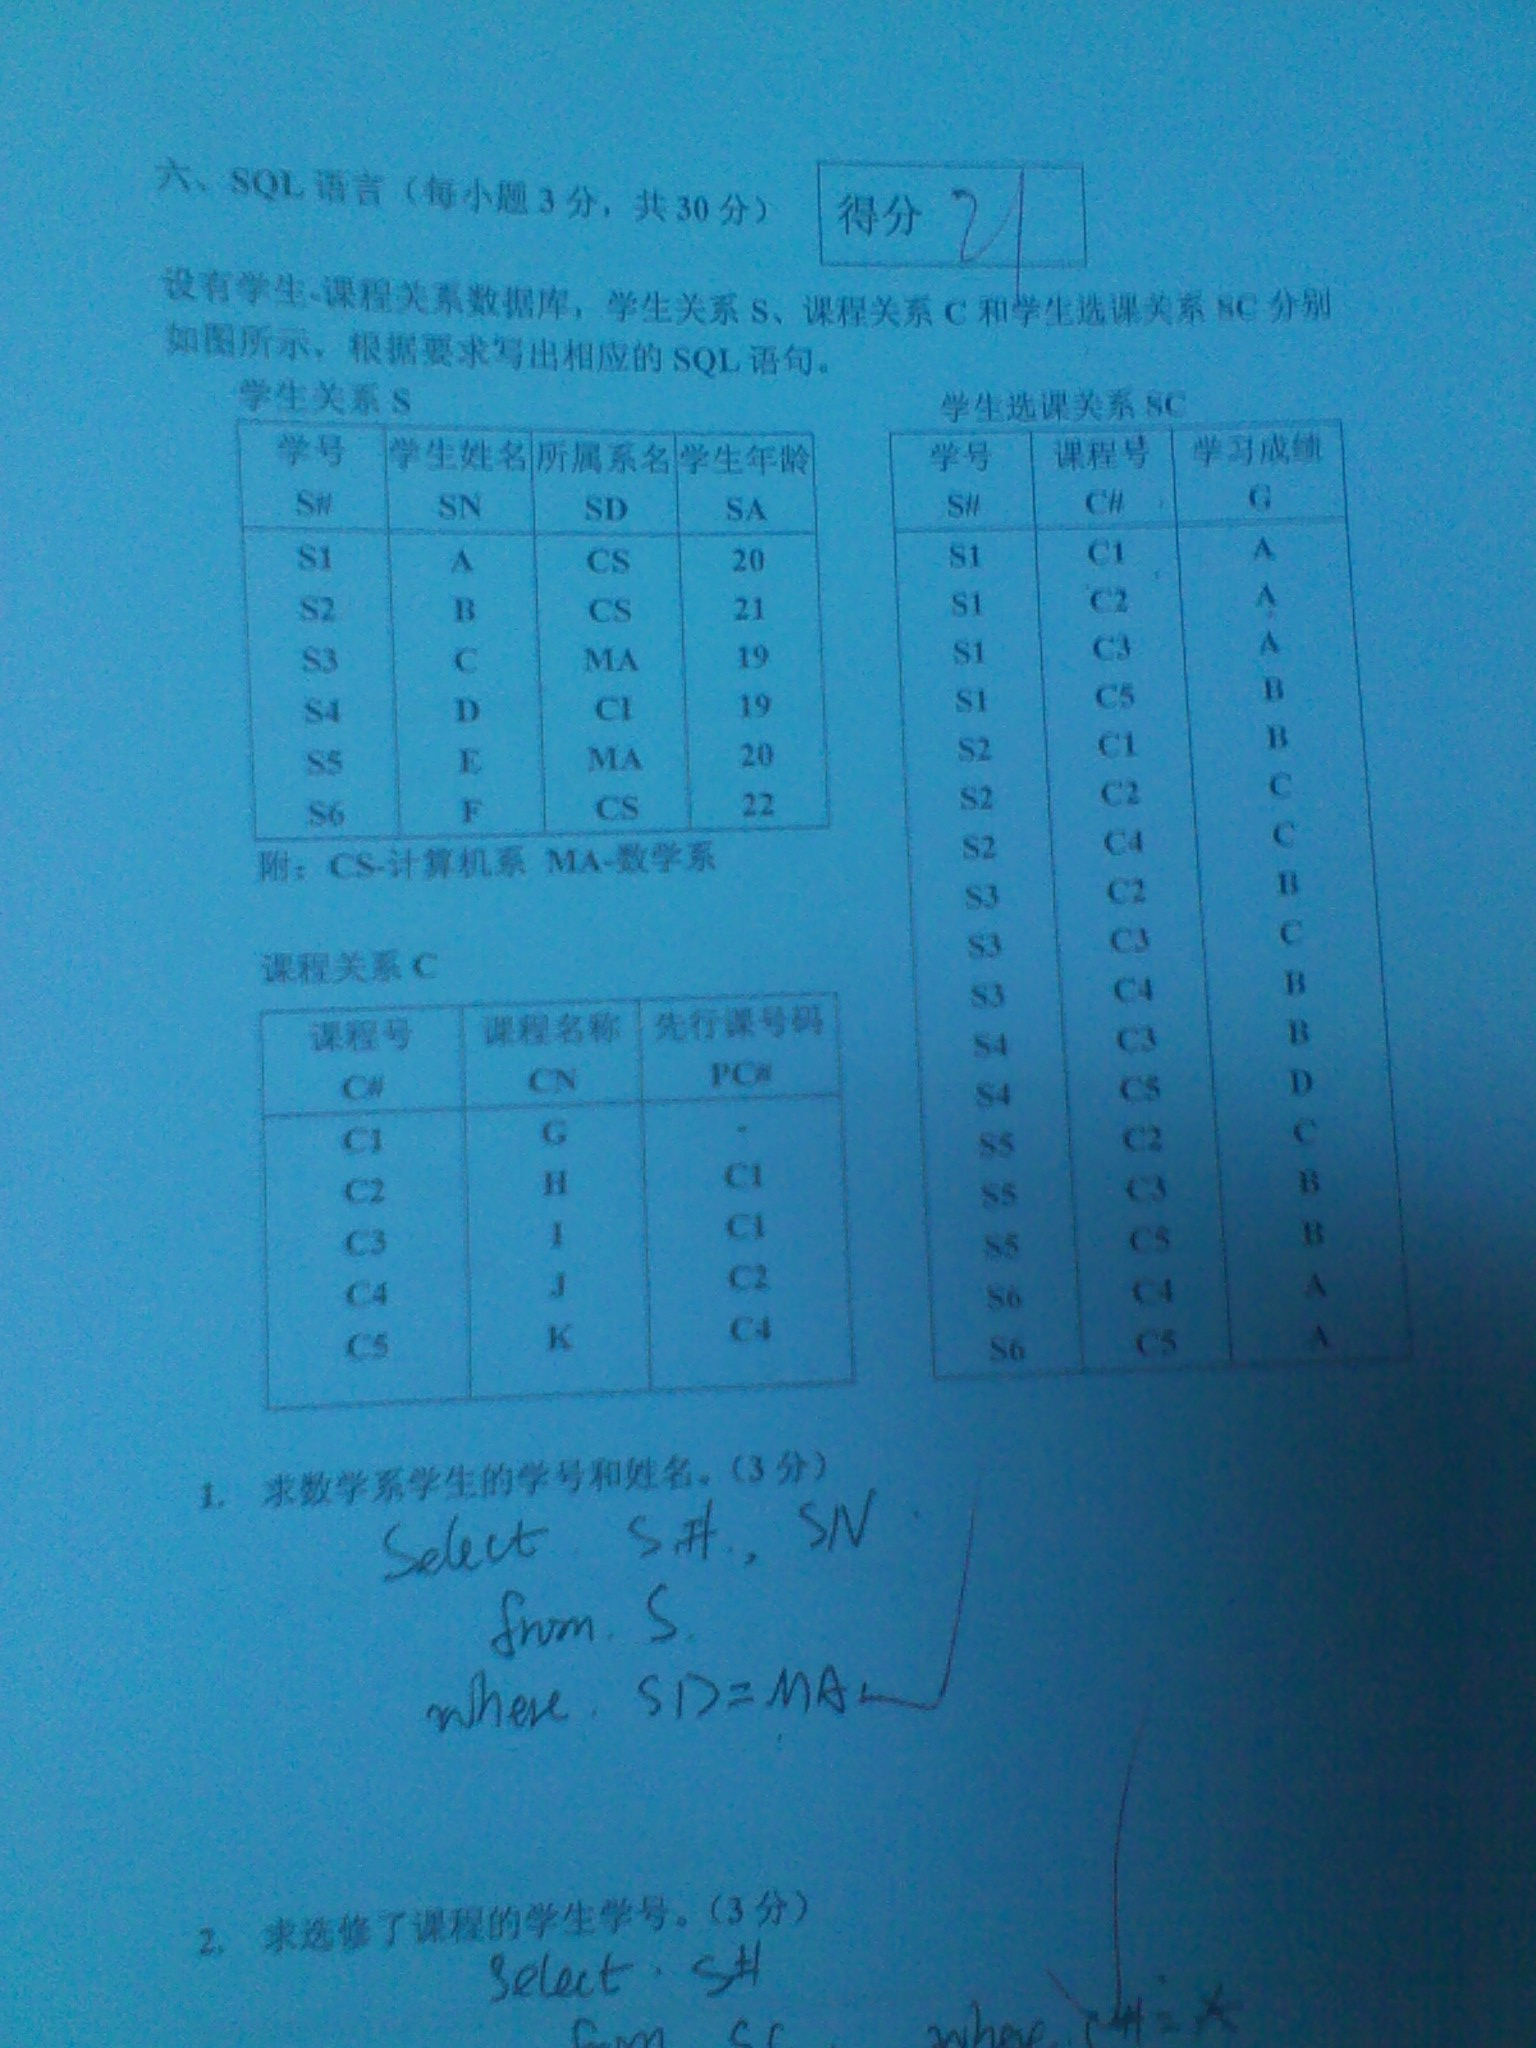 六、SQL 语言（每小题 3 分，共 30 分）
得分 21
设有学生-课程关系数据库，学生关系 S、课程关系 C 和学生选课关系 SC 分别
如图所示，根据要求写出相应的 SQL 语句。
学生关系 S
学号 学生姓名 所属系名 学生年龄
S# SN SD SA
S1 A CS 20
S2 B CS 21
S3 C MA 19
S4 D CI 19
S5 E MA 20
S6 F CS 22
附：CS-计算机系 MA-数学系
学生选课关系 SC
学号 课程号 学习成绩
S# C# G
S1 C1 A
S1 C2 A
S1 C3 A
S1 C5 B
S2 C1 B
S2 C2 C
S2 C4 C
S3 C2 B
S3 C3 C
S3 C4 B
S4 C3 B
S4 C5 D
S5 C2 C
S5 C3 B
S5 C5 B
S6 C4 A
S6 C5 A
课程关系 C
课程号 课程名称 先行课号码
C# CN PC#
C1 G -
C2 H C1
C3 I C1
C4 J C2
C5 K C4
1. 求数学系学生的学号和姓名。（3 分）
Select S#, SN
from S
where SD=MA
2. 求选修了课程的学生学号。（3 分）
Select S#
from SC where C#=